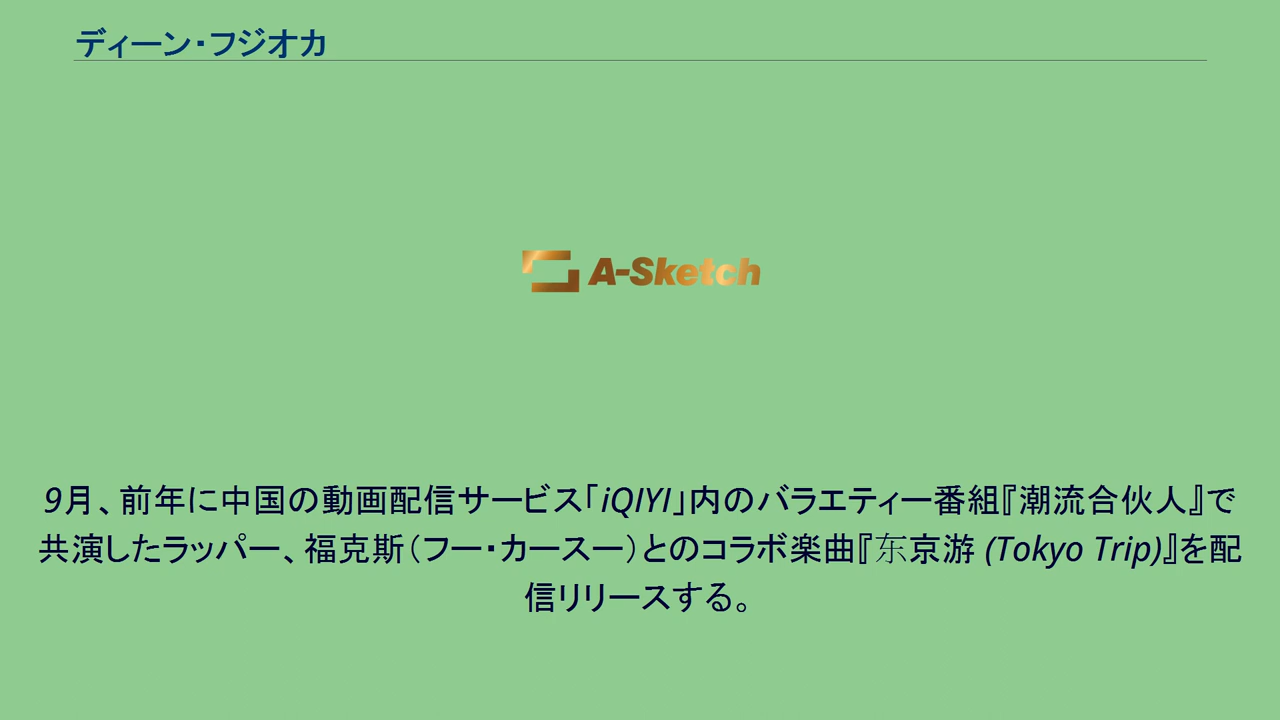 ディーン・フジオカ
A-Sketch
9月、前年に中国の動画配信サービス「iQIYI」内のバラエティー番組『潮流合伙人』で
共演したラッパー、福克斯（フー・カースー）とのコラボ楽曲『东京游 (Tokyo Trip)』を配
信リリースする。